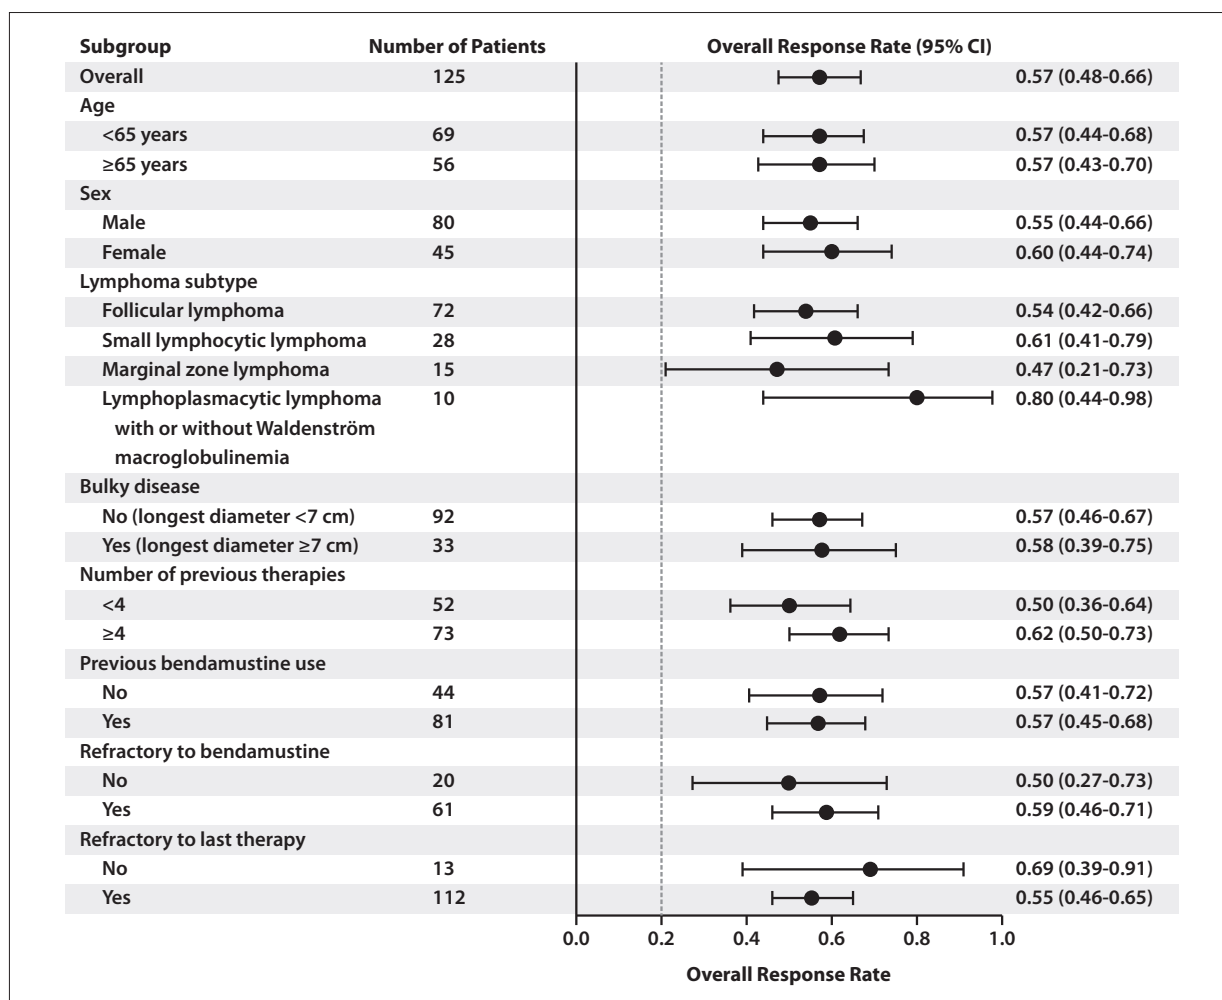 Subgroup Number of Patients Overall Response Rate (95% CI)
Overall 125 0.57 (0.48-0.66)
Age
<65 years 69 0.57 (0.44-0.68)
≥65 years 56 0.57 (0.43-0.70)
Sex
Male 80 0.55 (0.44-0.66)
Female 45 0.60 (0.44-0.74)
Lymphoma subtype
Follicular lymphoma 72 0.54 (0.42-0.66)
Small lymphocytic lymphoma 28 0.61 (0.41-0.79)
Marginal zone lymphoma 15 0.47 (0.21-0.73)
Lymphoplasmacytic lymphoma 10 0.80 (0.44-0.98)
with or without Waldenström
macroglobulinemia
Bulky disease
No (longest diameter <7 cm) 92 0.57 (0.46-0.67)
Yes (longest diameter ≥7 cm) 33 0.58 (0.39-0.75)
Number of previous therapies
<4 52 0.50 (0.36-0.64)
≥4 73 0.62 (0.50-0.73)
Previous bendamustine use
No 44 0.57 (0.41-0.72)
Yes 81 0.57 (0.45-0.68)
Refractory to bendamustine
No 20 0.50 (0.27-0.73)
Yes 61 0.59 (0.46-0.71)
Refractory to last therapy
No 13 0.69 (0.39-0.91)
Yes 112 0.55 (0.46-0.65)
0.0 0.2 0.4 0.6 0.8 1.0
Overall Response Rate